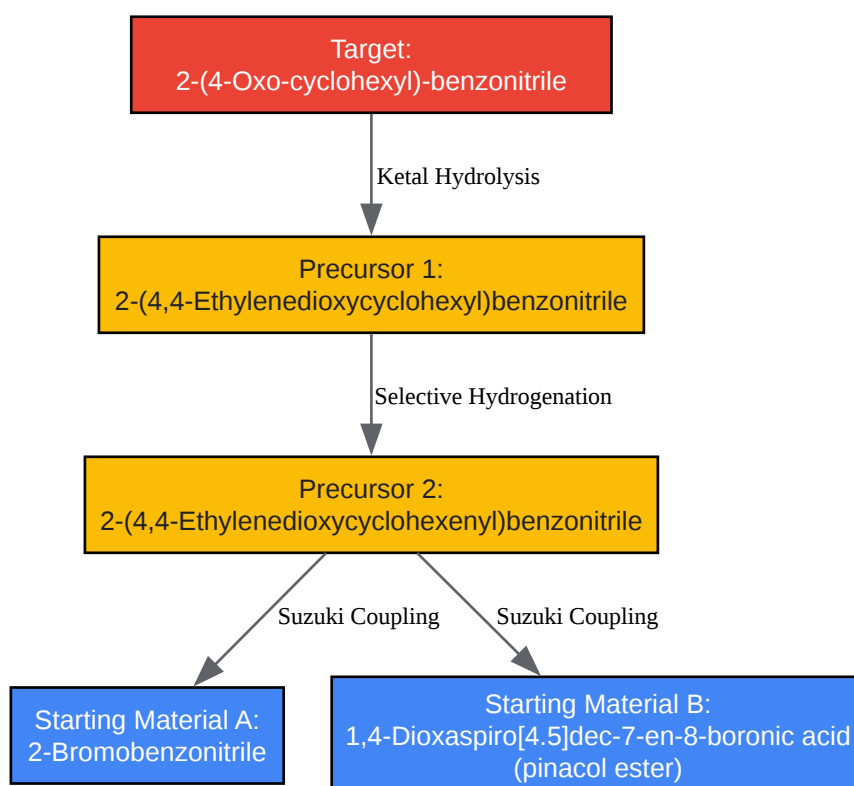 Target:
2-(4-Oxo-cyclohexyl)-benzonitrile
Ketal Hydrolysis
Precursor 1:
2-(4,4-Ethylenedioxycyclohexyl)benzonitrile
Selective Hydrogenation
Precursor 2:
2-(4,4-Ethylenedioxycyclohexenyl)benzonitrile
Suzuki Coupling
Suzuki Coupling
Starting Material A:
2-Bromobenzonitrile
Starting Material B:
1,4-Dioxaspiro[4.5]dec-7-en-8-boronic acid
(pinacol ester)